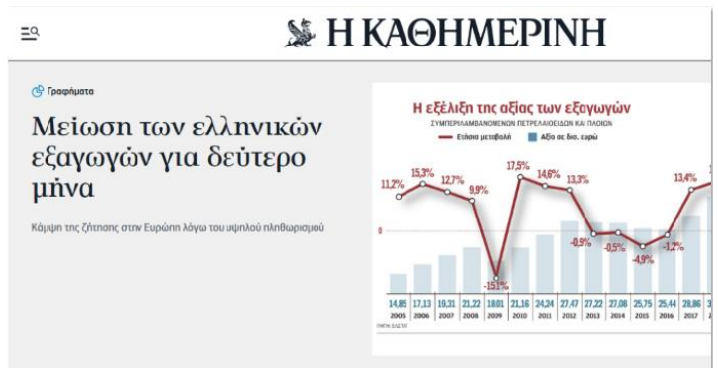 Η ΚΑΘΗΜΕΡΙΝΗ
Γραφήματα
Μείωση των ελληνικών
εξαγωγών για δεύτερο
μήνα
Κάμψη της ζήτησης στην Ευρώπη λόγω του υψηλού πληθωρισμού
Η εξέλιξη της αξίας των εξαγωγών
ΣΥΜΠΕΡΙΛΑΜΒΑΝΟΜΕΝΩΝ ΠΕΤΡΕΛΑΙΟΕΙΔΩΝ ΚΑΙ ΠΛΟΙΩΝ
Ετήσια μεταβολή Αξία σε δισ. ευρώ
11,2% 15,3% 12,7% 9,9% -15,1% 17,5% 14,6% 13,3% -0,9% -0,5% -4,9% -1,2% 13,4%
0
14,85 17,13 19,31 21,22 18,01 21,16 24,24 27,47 27,22 27,08 25,75 25,44 28,86
2005 2006 2007 2008 2009 2010 2011 2012 2013 2014 2015 2016 2017
ΠΗΓΗ: ΕΛΣΤΑΤ